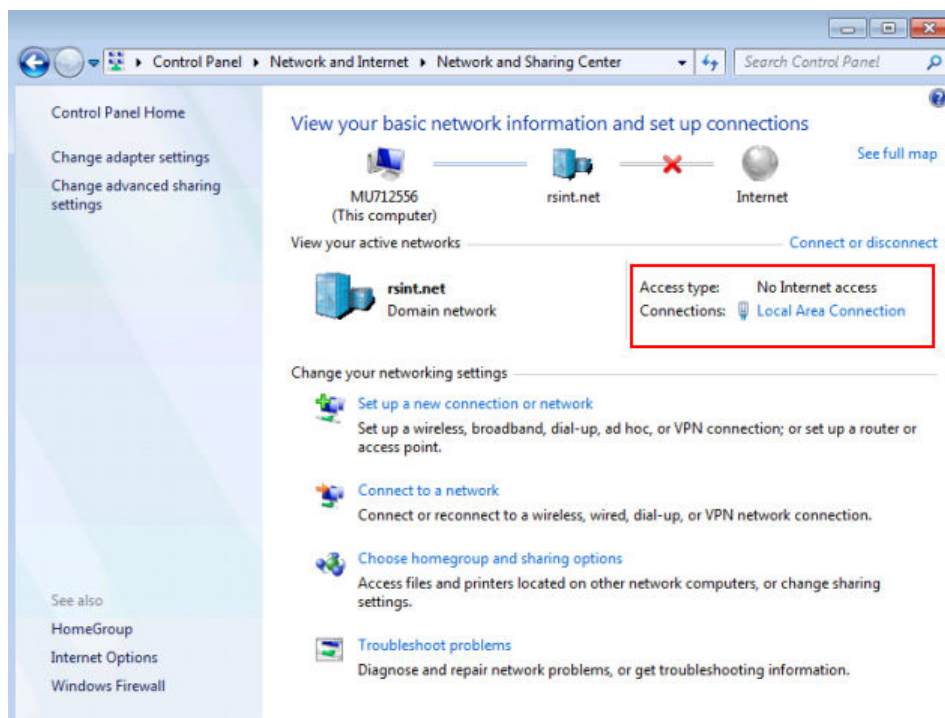 Control Panel Network and Internet Network and Sharing Center Search Control Panel
Control Panel Home
Change adapter settings
Change advanced sharing
settings
See also
HomeGroup
Internet Options
Windows Firewall
View your basic network information and set up connections
See full map
MU712556 rsint.net Internet
(This computer)
View your active networks Connect or disconnect
rsint.net
Domain network
Access type: No Internet access
Connections: Local Area Connection
Change your networking settings
Set up a new connection or network
Set up a wireless, broadband, dial-up, ad hoc, or VPN connection; or set up a router or
access point.
Connect to a network
Connect or reconnect to a wireless, wired, dial-up, or VPN network connection.
Choose homegroup and sharing options
Access files and printers located on other network computers, or change sharing
settings.
Troubleshoot problems
Diagnose and repair network problems, or get troubleshooting information.